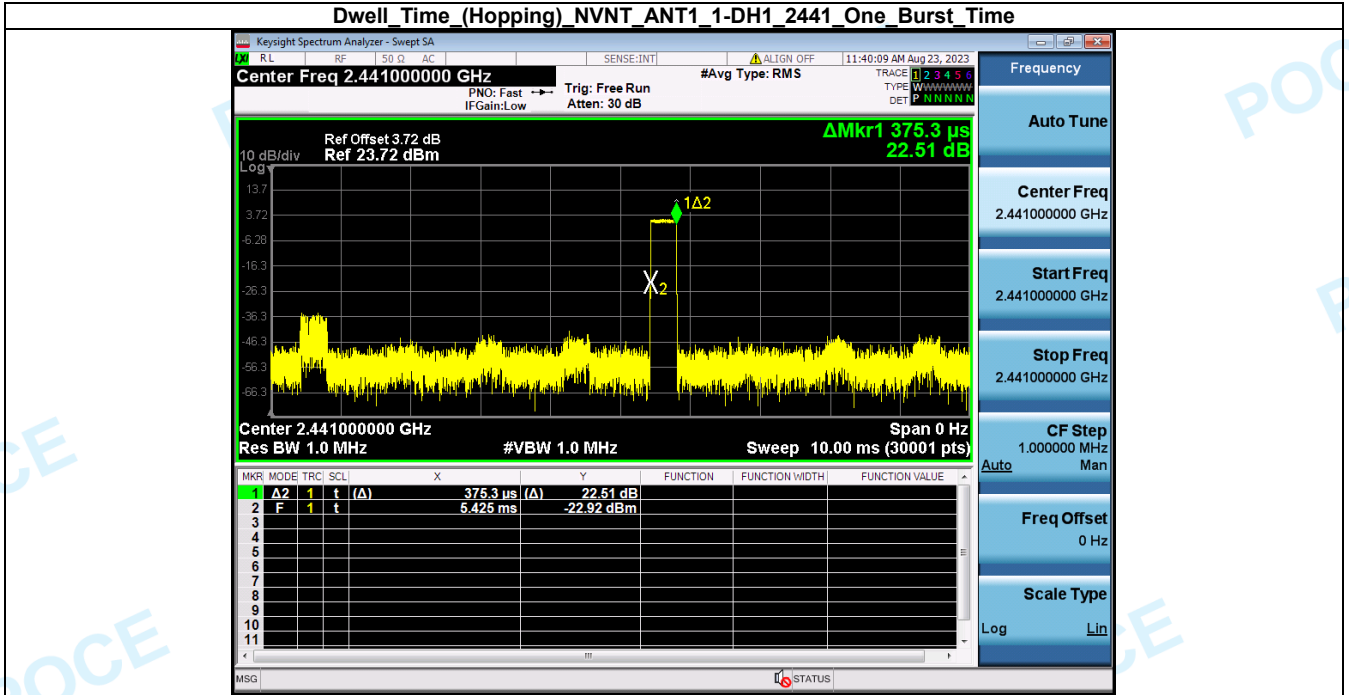 Dwell_Time_(Hopping)_NVNT_ANT1_1-DH1_2441_One_Burst_Time
Keysight Spectrum Analyzer - Swept SA
LXI RL RF 50 Ω AC SENSE:INT ALIGN OFF 11:40:09 AM Aug 23, 2023
Center Freq 2.441000000 GHz
PNO: Fast
IFGain:Low
Trig: Free Run
Atten: 30 dB
#Avg Type: RMS
TRACE 1 2 3 4 5 6
TYPE WWWWWW
DET P N N N N N
ΔMkr1 375.3 µs
22.51 dB
Ref Offset 3.72 dB
10 dB/div Ref 23.72 dBm
Log
13.7
3.72
-6.28
-16.3
-26.3
-36.3
-46.3
-56.3
-66.3
1Δ2
X2
Center 2.441000000 GHz Span 0 Hz
Res BW 1.0 MHz #VBW 1.0 MHz Sweep 10.00 ms (30001 pts)
MKR MODE TRC SCL X Y FUNCTION FUNCTION WIDTH FUNCTION VALUE
1 Δ2 1 t (Δ) 375.3 µs (Δ) 22.51 dB
2 F 1 t 5.425 ms -22.92 dBm
3
4
5
6
7
8
9
10
11
MSG STATUS
Frequency
Auto Tune
Center Freq
2.441000000 GHz
Start Freq
2.441000000 GHz
Stop Freq
2.441000000 GHz
CF Step
1.000000 MHz
Auto Man
Freq Offset
0 Hz
Scale Type
Log Lin
POC
CE
POCE
CE